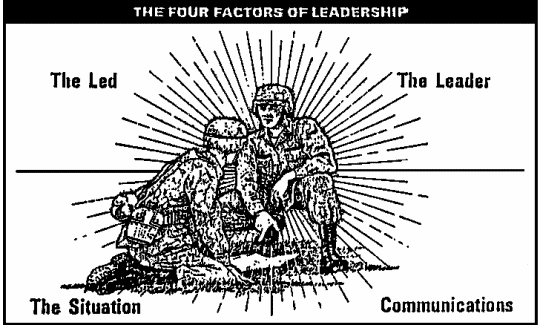 THE FOUR FACTORS OF LEADERSHIP
The Led
The Leader
The Situation
Communications